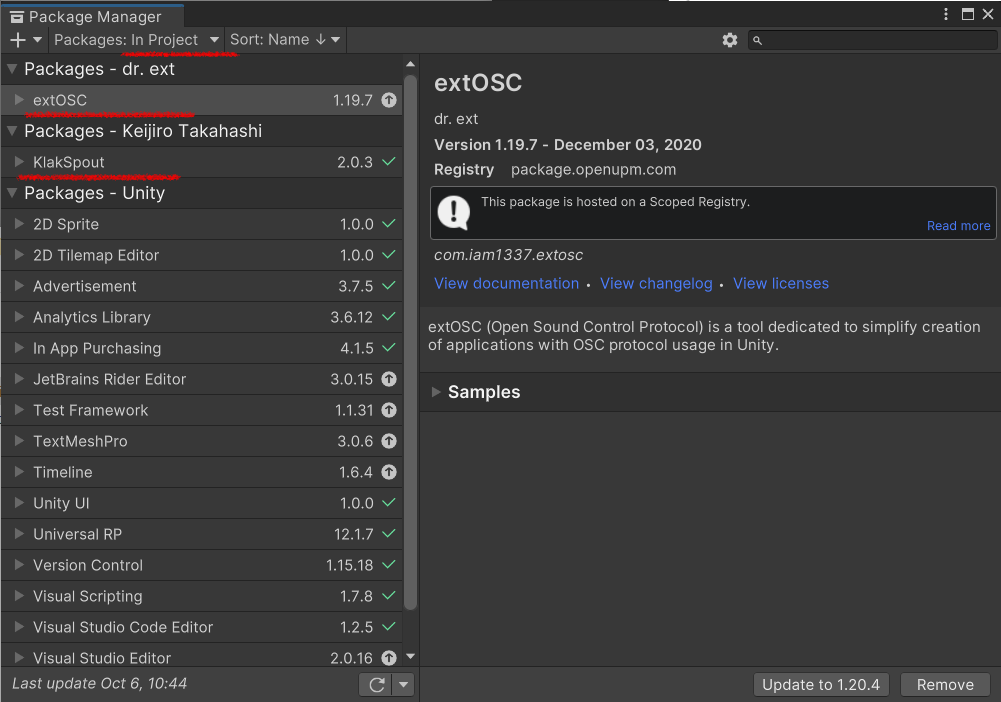 Package Manager
Packages: In Project
Sort: Name ↓
Packages - dr. ext
extOSC 1.19.7
Packages - Keijiro Takahashi
KlakSpout 2.0.3
Packages - Unity
2D Sprite 1.0.0
2D Tilemap Editor 1.0.0
Advertisement 3.7.5
Analytics Library 3.6.12
In App Purchasing 4.1.5
JetBrains Rider Editor 3.0.15
Test Framework 1.1.31
TextMeshPro 3.0.6
Timeline 1.6.4
Unity UI 1.0.0
Universal RP 12.1.7
Version Control 1.15.18
Visual Scripting 1.7.8
Visual Studio Code Editor 1.2.5
Visual Studio Editor 2.0.16
Last update Oct 6, 10:44
extOSC
dr. ext
Version 1.19.7 - December 03, 2020
Registry package.openupm.com
This package is hosted on a Scoped Registry.
Read more
com.iam1337.extosc
View documentation • View changelog • View licenses
extOSC (Open Sound Control Protocol) is a tool dedicated to simplify creation
of applications with OSC protocol usage in Unity.
Samples
Update to 1.20.4
Remove